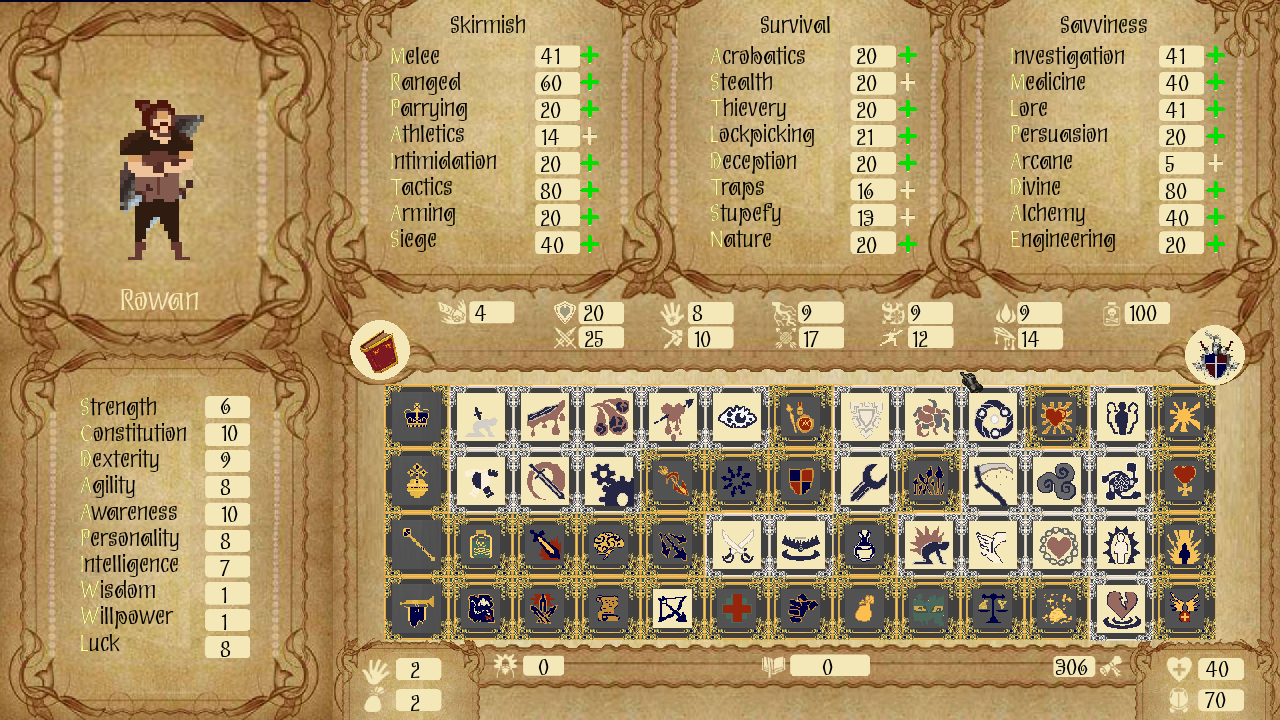 Skirmish
Melee 41
Ranged 60
Parrying 20
Athletics 14
Intimidation 20
Tactics 80
Arming 20
Siege 40
Survival
Acrobatics 20
Stealth 20
Thievery 20
Lockpicking 21
Deception 20
Traps 16
Stupefy 13
Nature 20
Savviness
Investigation 41
Medicine 40
Lore 41
Persuasion 20
Arcane 5
Divine 80
Alchemy 40
Engineering 20
Rowan
4 20 8 9 9 9 100
25 10 17 12 14
Strength 6
Constitution 10
Dexterity 9
Agility 8
Awareness 10
Personality 8
Intelligence 7
Wisdom 1
Willpower 1
Luck 8
2 0 0 306 40
2 70